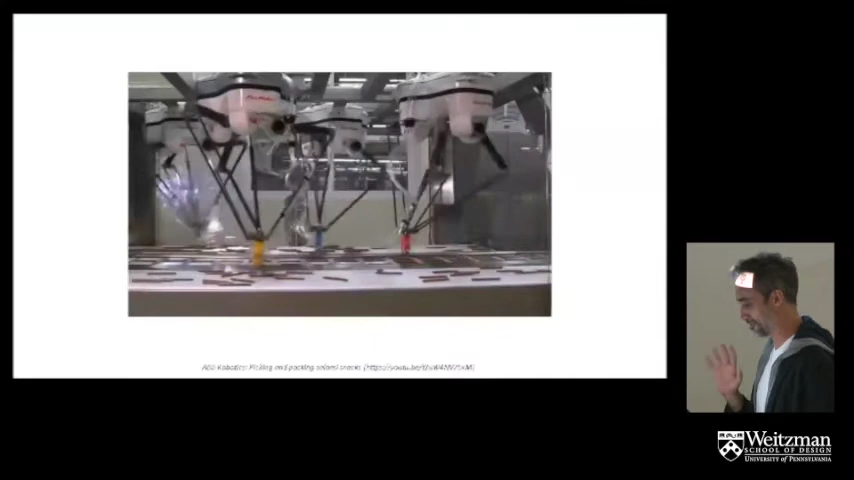 ABB Robotics: Picking and packing salami snacks
Weitzman
SCHOOL OF DESIGN
UNIVERSITY OF PENNSYLVANIA